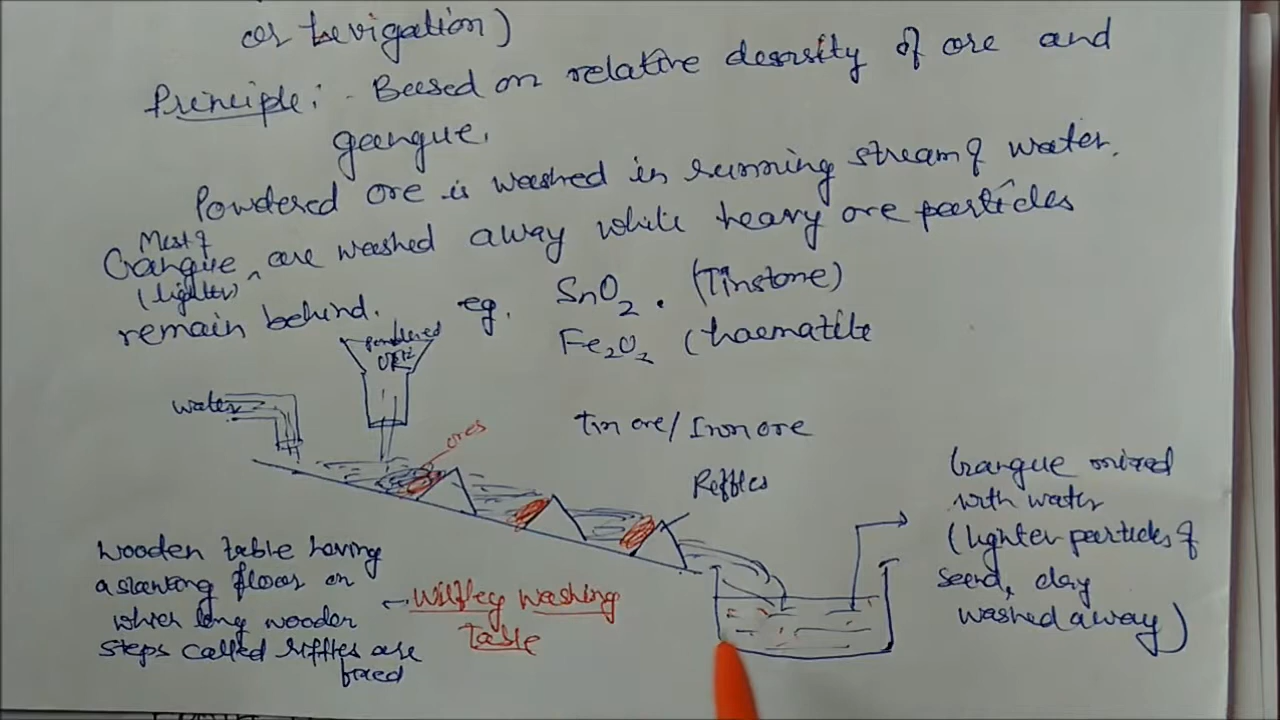 or Levigation)
Principle: - Based on relative density of ore and
gangue.
Powdered ore is washed in running stream of water.
Most of
Gangue ^ are washed away while heavy ore particles
(lighter)
remain behind. eg. SnO2. (Tinstone)
Fe2O2 (haematite
powdered
ORE
water
ores
Tin ore/ Iron ore
Reffles
Gangue mixed
with water
(lighter particles of
send, clay
washed away)
wooden table having
a slanting floor on
which long wooden
steps called riffles are
fixed
Wilfley washing
table